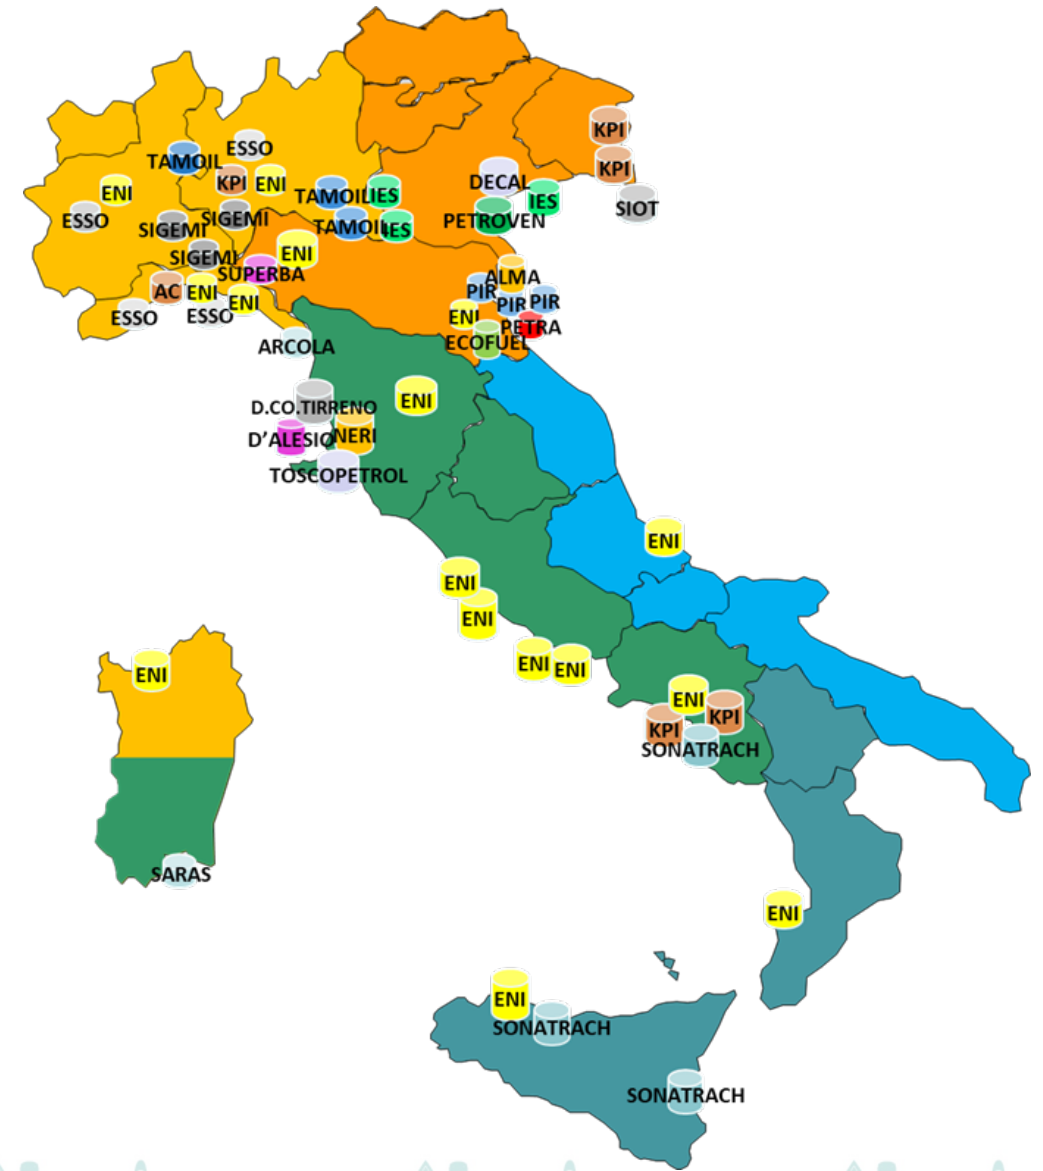 KPI
ESSO
TAMOIL
KPI
DECAL
KPI
ENI
ENI
TAMOIL
IES
IES
SIOT
ESSO
SIGEMI
PETROVEN
SIGEMI
TAMOIL
IES
ENI
SIGEMI
SUPERBA
ALMA
AC
ENI
PIR
ENI
PIR
PIR
ESSO
ESSO
ENI
PETRA
ECOFUEL
ARCOLA
ENI
D.CO.TIRRENO
NERI
D'ALESIO
TOSCOPETROL
ENI
ENI
ENI
ENI
ENI
ENI
ENI
KPI
KPI
SONATRACH
SARAS
ENI
ENI
SONATRACH
SONATRACH